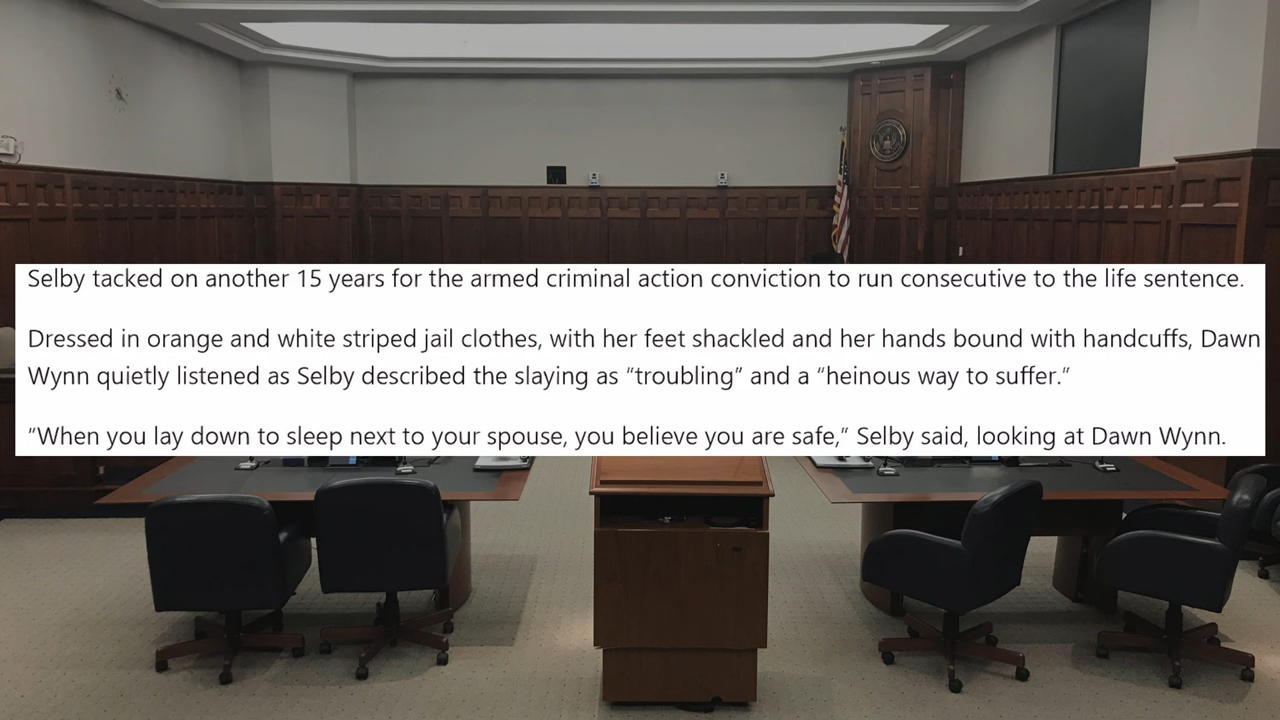 Selby tacked on another 15 years for the armed criminal action conviction to run consecutive to the life sentence.
Dressed in orange and white striped jail clothes, with her feet shackled and her hands bound with handcuffs, Dawn
Wynn quietly listened as Selby described the slaying as “troubling” and a “heinous way to suffer.”
“When you lay down to sleep next to your spouse, you believe you are safe,” Selby said, looking at Dawn Wynn.